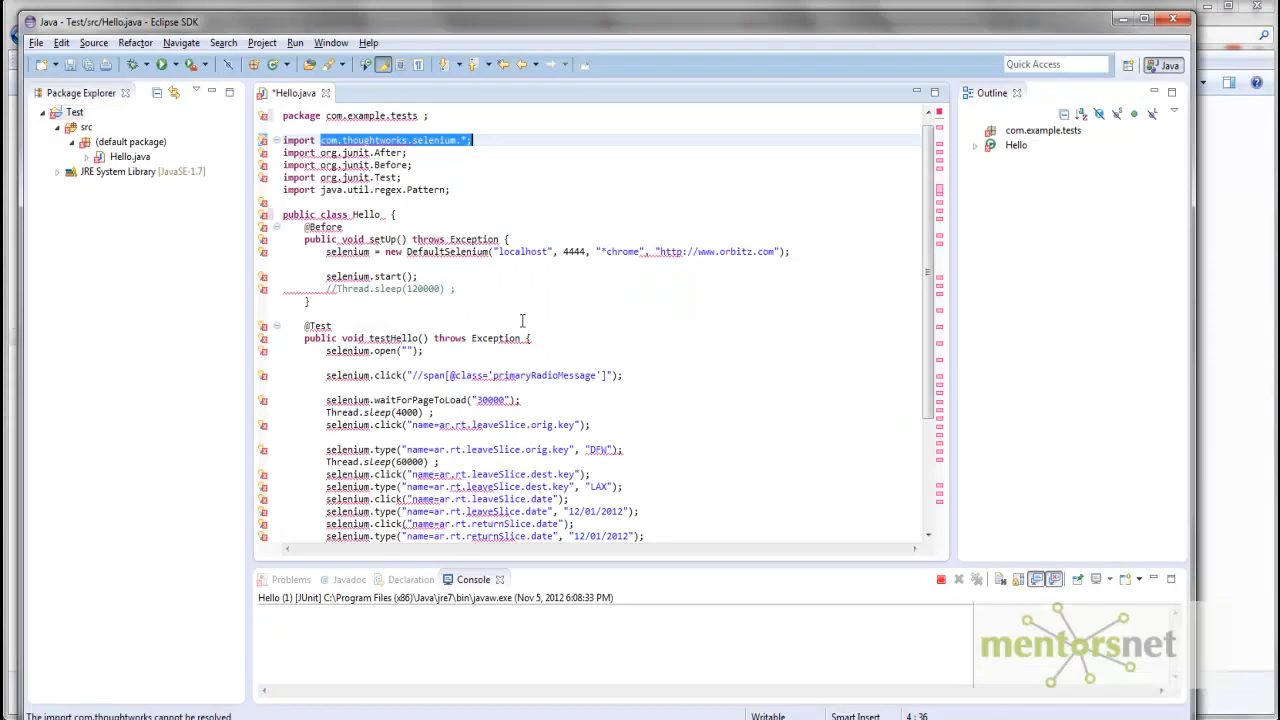 Java - Test/src/Hello.java - Eclipse SDK
File Edit Source Refactor Navigate Search Project Run Window Help
Quick Access
Java
Package Explorer
*Hello.java
Outline
Test
src
(default package)
Hello.java
JRE System Library [JavaSE-1.7]
package com.example.tests ;
import com.thoughtworks.selenium.*;
import org.junit.After;
import org.junit.Before;
import org.junit.Test;
import java.util.regex.Pattern;
public class Hello {
@Before
public void setUp() throws Exception {
selenium = new DefaultSelenium("localhost", 4444, "*chrome", "http://www.orbitz.com");
selenium.start();
//Thread.sleep(120000) ;
}
@Test
public void testHello() throws Exception {
selenium.open("");
selenium.click("//span[@class='primaryRadioMessage']");
selenium.waitForPageToLoad("30000");
Thread.sleep(4000) ;
selenium.click("name=ar.rt.leaveSlice.orig.key");
selenium.type("name=ar.rt.leaveSlice.orig.key", "DFW");
Thread.sleep(60000) ;
selenium.click("name=ar.rt.leaveSlice.dest.key");
selenium.type("name=ar.rt.leaveSlice.dest.key", "LAX");
selenium.click("name=ar.rt.leaveSlice.date");
selenium.type("name=ar.rt.leaveSlice.date", "12/01/2012");
selenium.click("name=ar.rt.returnSlice.date");
selenium.type("name=ar.rt.returnSlice.date", "12/01/2012");
com.example.tests
Hello
Problems @ Javadoc Declaration Console
Hello (1) [JUnit] C:\Program Files (x86)\Java\jre7\bin\javaw.exe (Nov 5, 2012 6:08:33 PM)
mentorsnet
The import com.thoughtworks cannot be resolved
Writable
Smart Insert
4 : 36